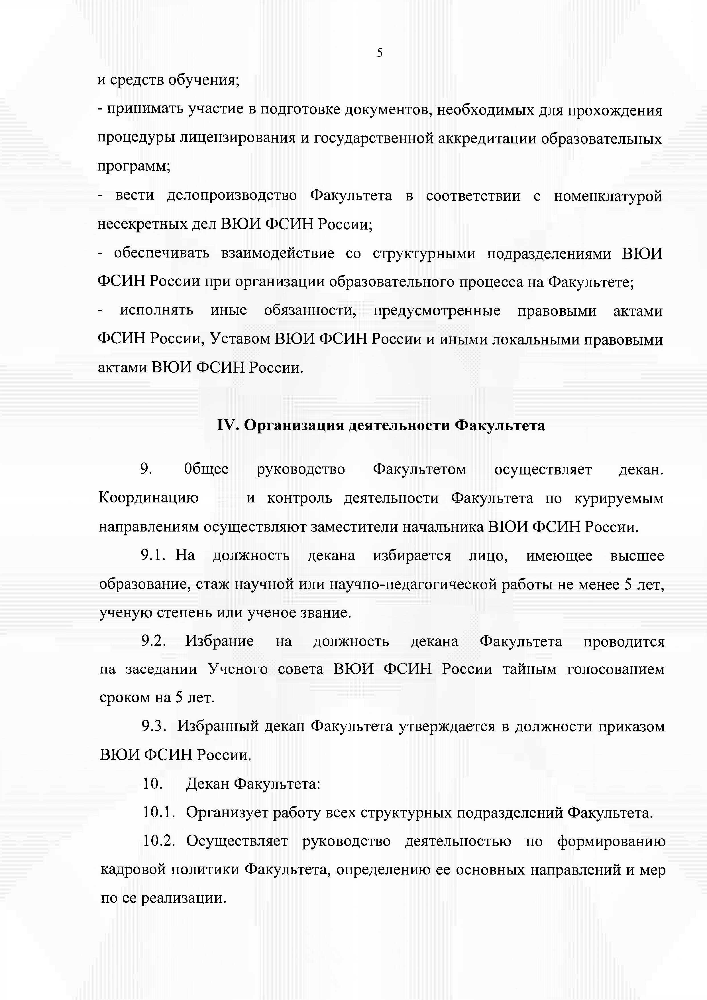 5
и средств обучения;
- принимать участие в подготовке документов, необходимых для прохождения
процедуры лицензирования и государственной аккредитации образовательных
программ;
- вести делопроизводство Факультета в соответствии с номенклатурой
несекретных дел ВЮИ ФСИН России;
- обеспечивать взаимодействие со структурными подразделениями ВЮИ
ФСИН России при организации образовательного процесса на Факультете;
- исполнять иные обязанности, предусмотренные правовыми актами
ФСИН России, Уставом ВЮИ ФСИН России и иными локальными правовыми
актами ВЮИ ФСИН России.
IV. Организация деятельности Факультета
9. Общее руководство Факультетом осуществляет декан.
Координацию и контроль деятельности Факультета по курируемым
направлениям осуществляют заместители начальника ВЮИ ФСИН России.
9.1. На должность декана избирается лицо, имеющее высшее
образование, стаж научной или научно-педагогической работы не менее 5 лет,
ученую степень или ученое звание.
9.2. Избрание на должность декана Факультета проводится
на заседании Ученого совета ВЮИ ФСИН России тайным голосованием
сроком на 5 лет.
9.3. Избранный декан Факультета утверждается в должности приказом
ВЮИ ФСИН России.
10. Декан Факультета:
10.1. Организует работу всех структурных подразделений Факультета.
10.2. Осуществляет руководство деятельностью по формированию
кадровой политики Факультета, определению ее основных направлений и мер
по ее реализации.